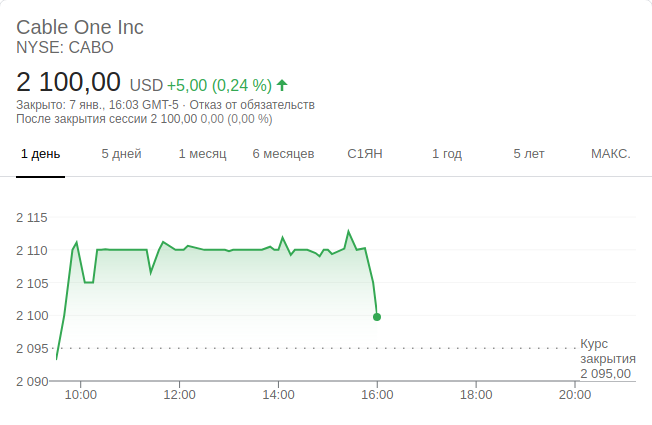 Cable One Inc
NYSE: CABO
2 100,00 USD +5,00 (0,24 %)
Закрыто: 7 янв., 16:03 GMT-5 · Отказ от обязательств
После закрытия сессии 2 100,00 0,00 (0,00 %)
1 день 5 дней 1 месяц 6 месяцев С1ЯН 1 год 5 лет МАКС.
2 115
2 110
2 105
2 100
2 095
2 090
Курс
закрытия
2 095,00
10:00 12:00 14:00 16:00 18:00 20:00